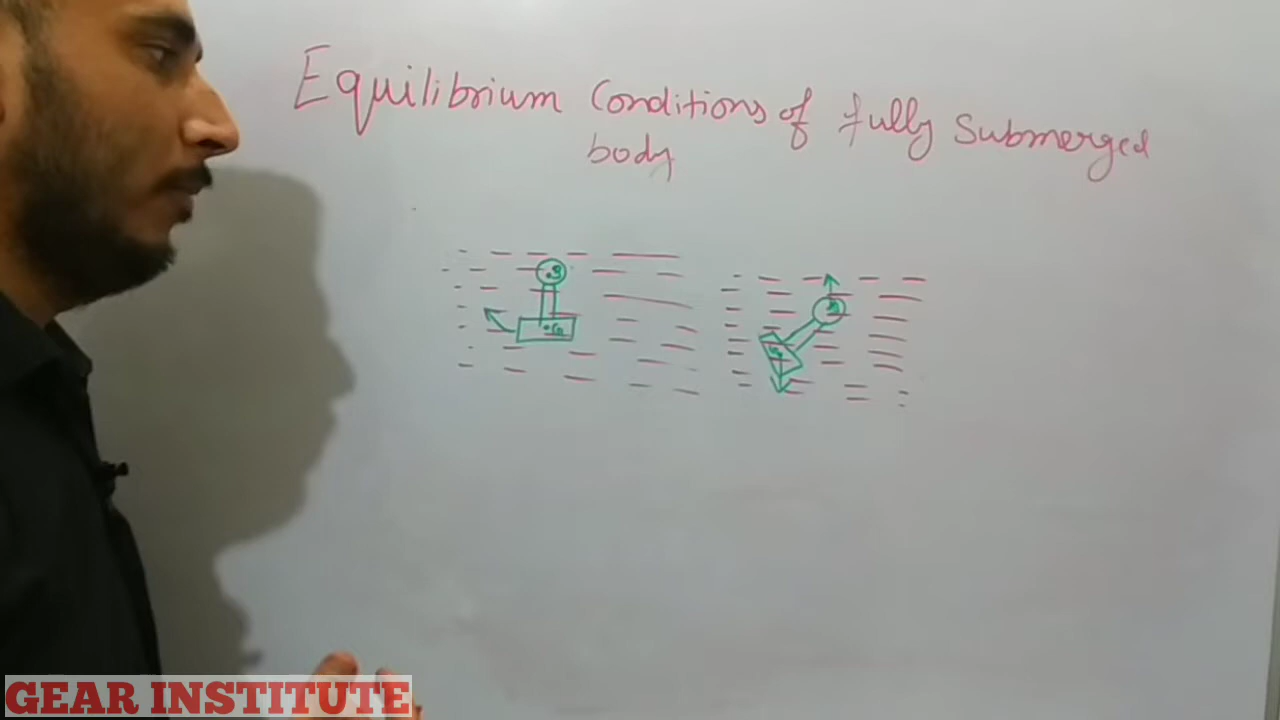 Equilibrium Conditions of fully Submerged
body
B
G
GEAR INSTITUTE